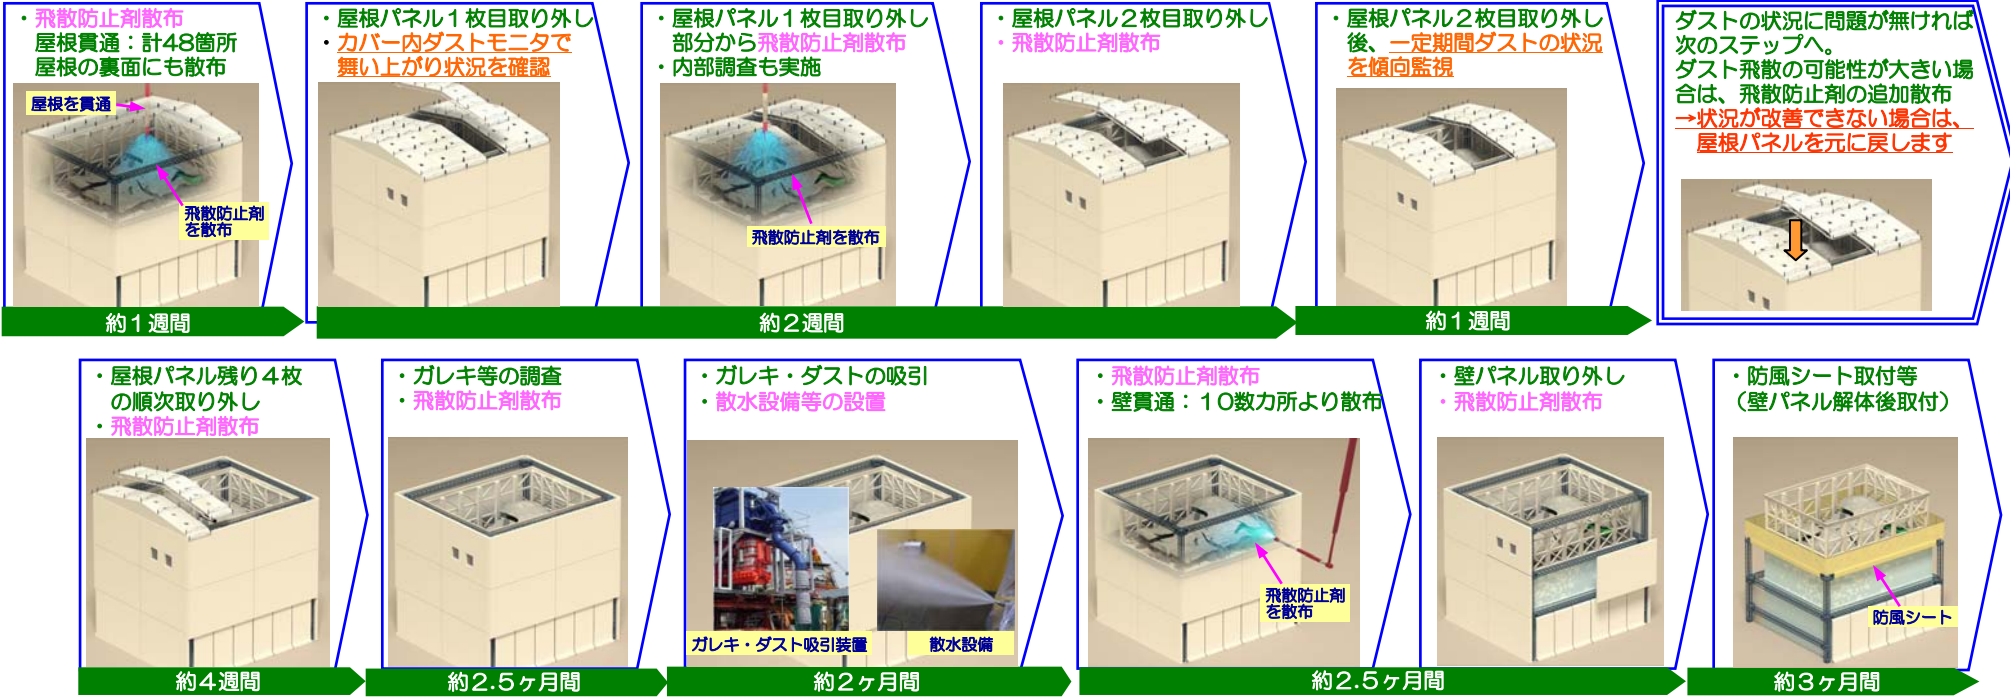 ・飛散防止剤散布
屋根貫通：計48箇所
屋根の裏面にも散布
屋根を貫通
飛散防止剤
を散布
・屋根パネル１枚目取り外し
・カバー内ダストモニタで
舞い上がり状況を確認
・屋根パネル１枚目取り外し
部分から飛散防止剤散布
・内部調査も実施
飛散防止剤を散布
・屋根パネル２枚目取り外し
・飛散防止剤散布
・屋根パネル２枚目取り外し
後、一定期間ダストの状況
を傾向監視
ダストの状況に問題が無ければ
次のステップへ。
ダスト飛散の可能性が大きい場
合は、飛散防止剤の追加散布
→状況が改善できない場合は、
屋根パネルを元に戻します
約１週間
約２週間
約１週間
・屋根パネル残り４枚
の順次取り外し
・飛散防止剤散布
・ガレキ等の調査
・飛散防止剤散布
・ガレキ・ダストの吸引
・散水設備等の設置
ガレキ・ダスト吸引装置
散水設備
・飛散防止剤散布
・壁貫通：１０数カ所より散布
飛散防止剤
を散布
・壁パネル取り外し
・飛散防止剤散布
・防風シート取付等
（壁パネル解体後取付）
防風シート
約４週間
約２.５ヶ月間
約２ヶ月間
約２.５ヶ月間
約３ヶ月間